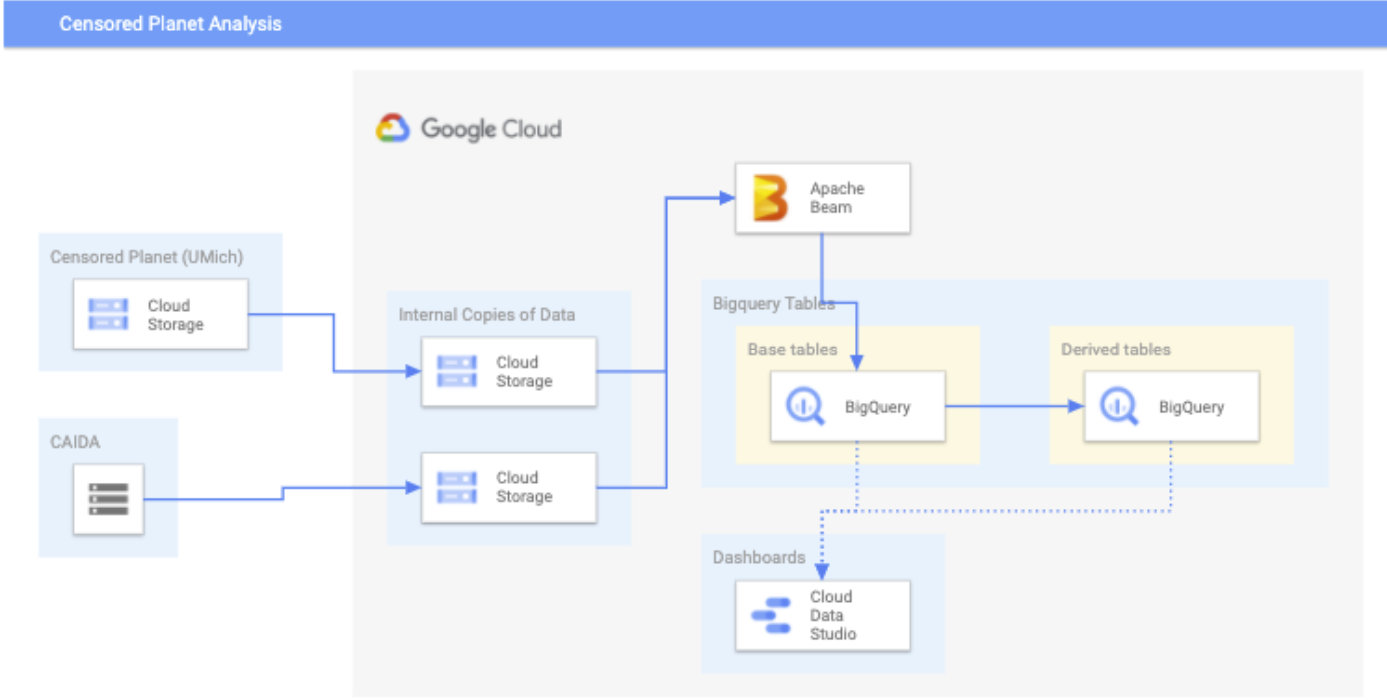 Censored Planet Analysis
Google Cloud
Apache
Beam
Censored Planet (UMich)
Cloud
Storage
Internal Copies of Data
Cloud
Storage
Bigquery Tables
Base tables
BigQuery
Derived tables
BigQuery
CAIDA
Cloud
Storage
Dashboards
Cloud
Data
Studio